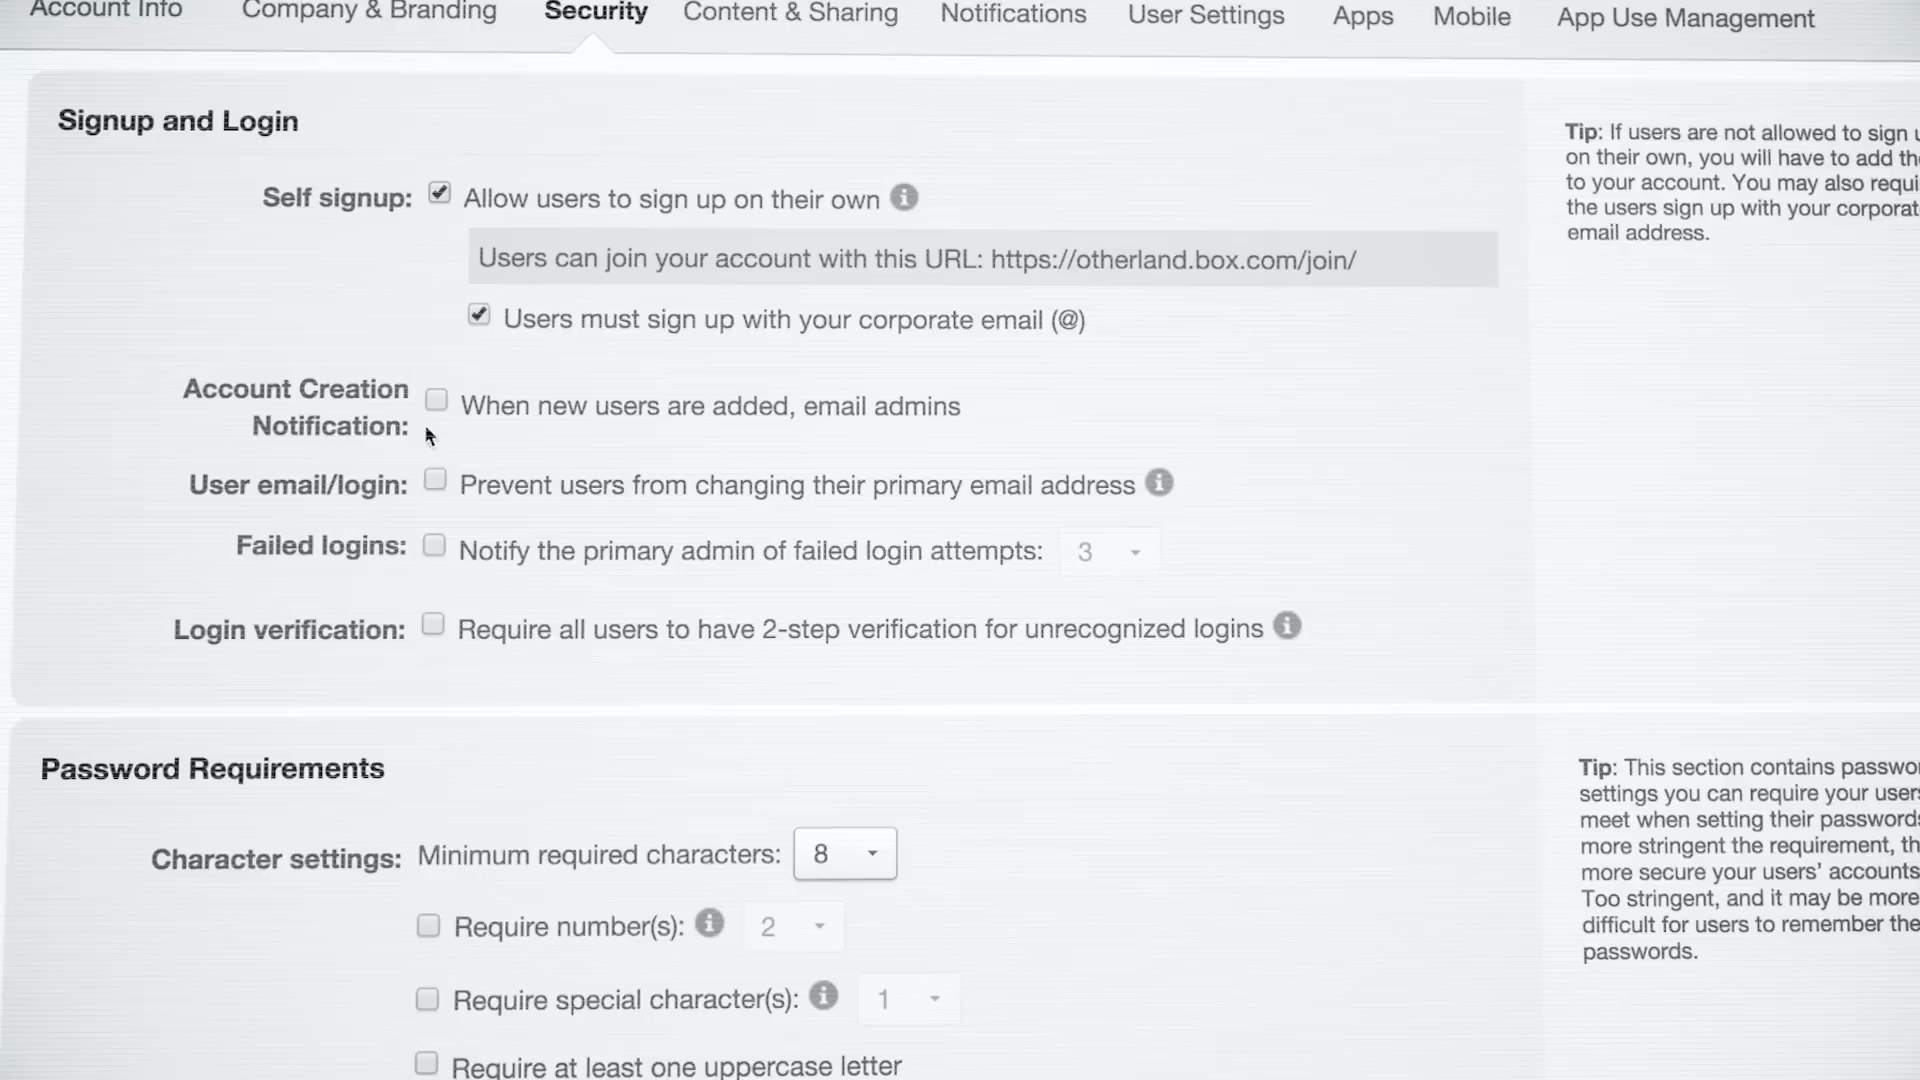 Account Info Company & Branding Security Content & Sharing Notifications User Settings Apps Mobile App Use Management
Signup and Login
Self signup: Allow users to sign up on their own
Users can join your account with this URL: https://otherland.box.com/join/
Users must sign up with your corporate email (@)
Account Creation
Notification:
When new users are added, email admins
User email/login: Prevent users from changing their primary email address
Failed logins: Notify the primary admin of failed login attempts: 3
Login verification: Require all users to have 2-step verification for unrecognized logins
Tip: If users are not allowed to sign
on their own, you will have to add
to your account. You may also
the users sign up with your
email address.
Password Requirements
Character settings: Minimum required characters: 8
Require number(s): 2
Require special character(s): 1
Require at least one uppercase letter
Tip: This section contains
settings you can require your
meet when setting their
more stringent the requirement,
more secure your users' accounts
Too stringent, and it may be more
difficult for users to remember
passwords.